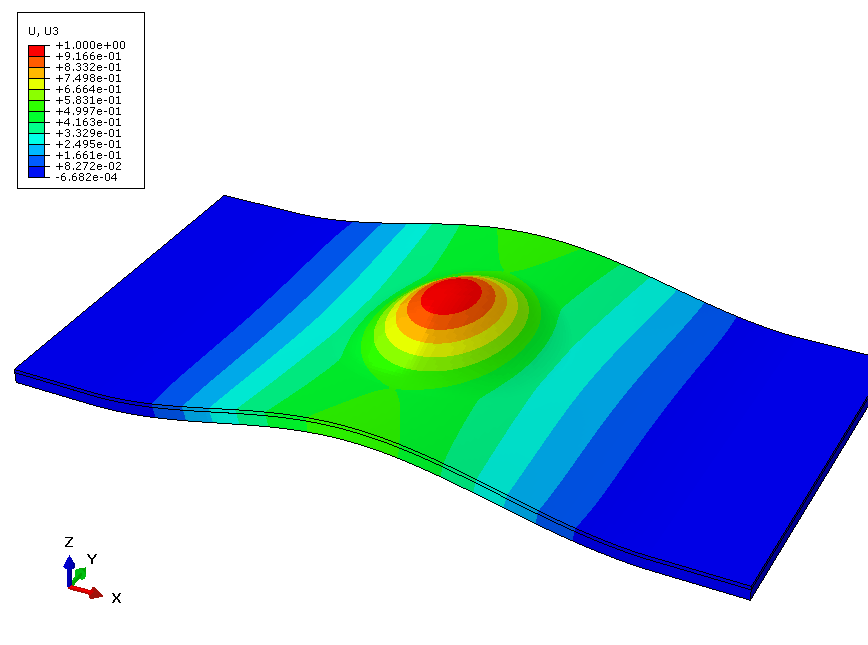 U, U3
+1.000e+00
+9.166e-01
+8.332e-01
+7.498e-01
+6.664e-01
+5.831e-01
+4.997e-01
+4.163e-01
+3.329e-01
+2.495e-01
+1.661e-01
+8.272e-02
-6.682e-04
Z
Y
X